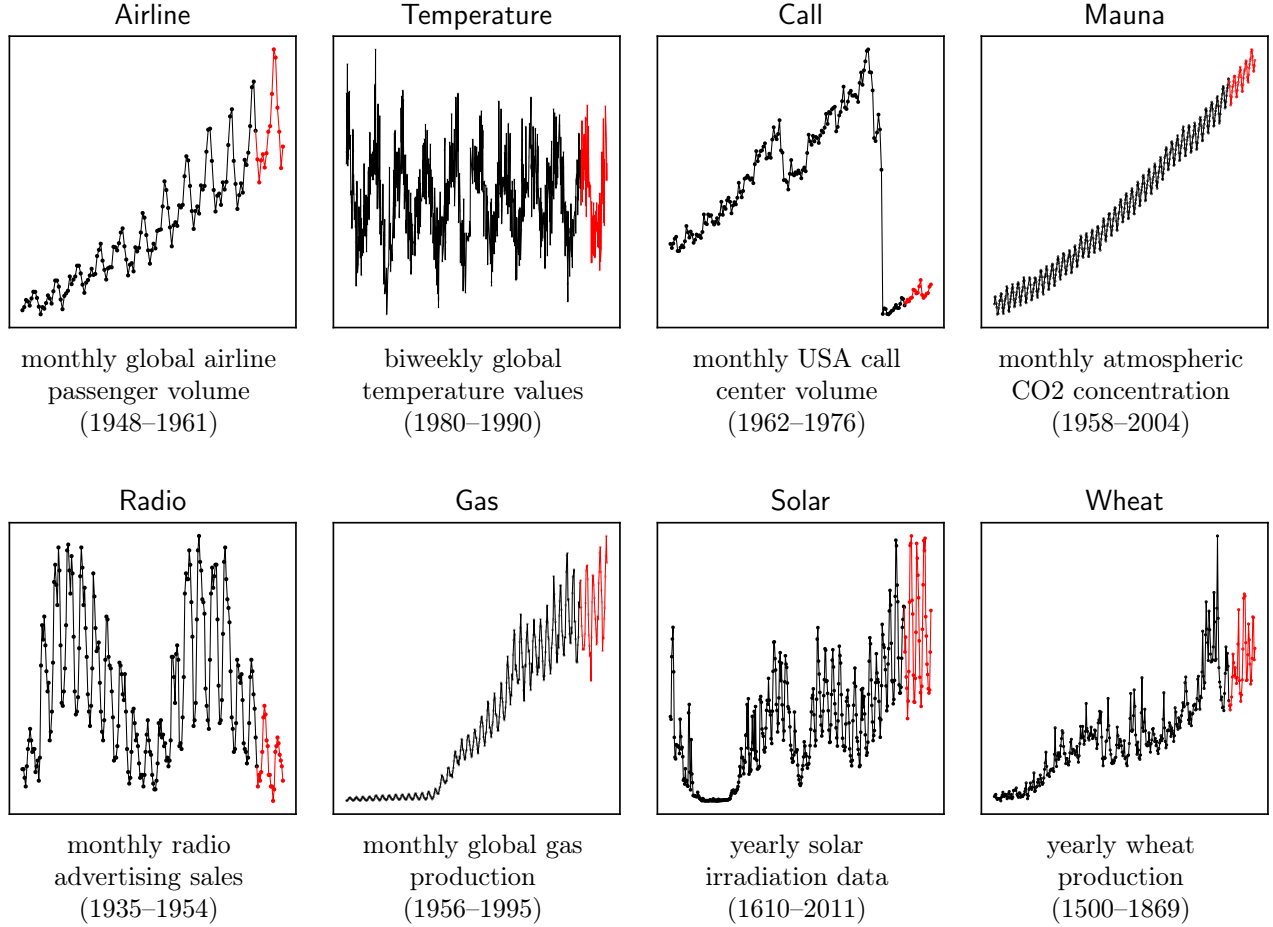 Airline
Temperature
Call
Mauna
monthly global airline
passenger volume
(1948–1961)
biweekly global
temperature values
(1980–1990)
monthly USA call
center volume
(1962–1976)
monthly atmospheric
CO2 concentration
(1958–2004)
Radio
Gas
Solar
Wheat
monthly radio
advertising sales
(1935–1954)
monthly global gas
production
(1956–1995)
yearly solar
irradiation data
(1610–2011)
yearly wheat
production
(1500–1869)